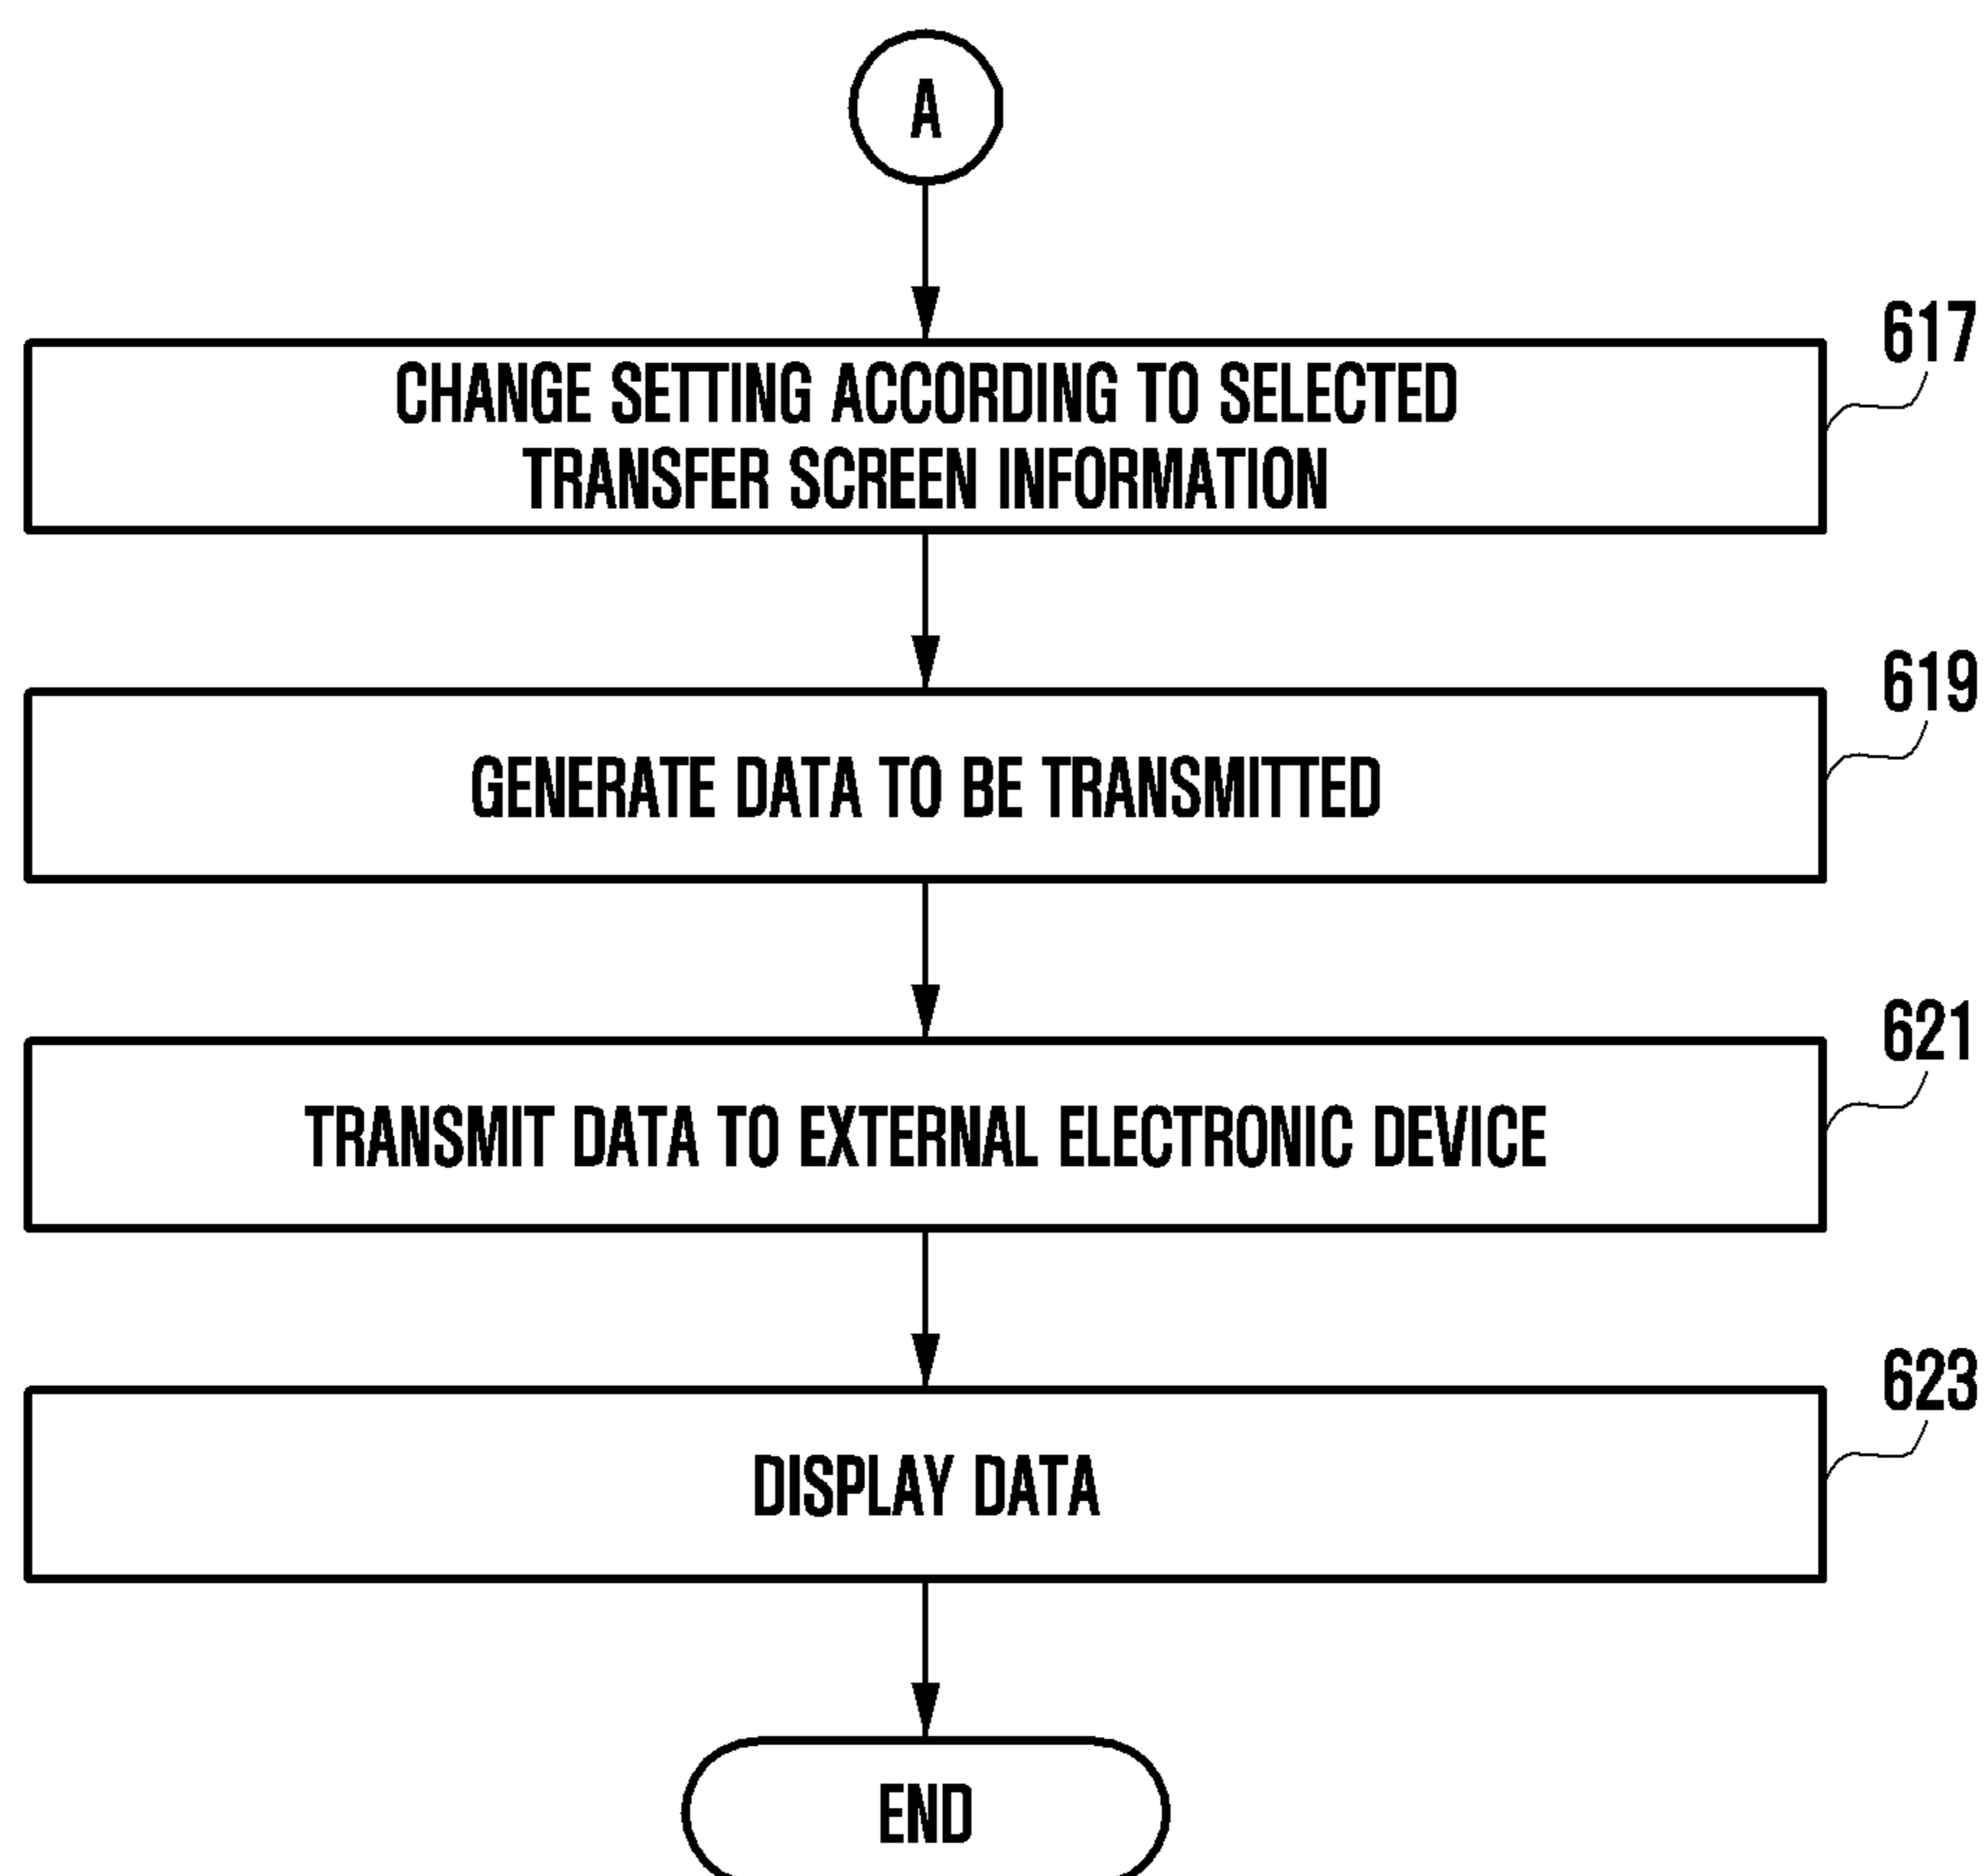 A
617
CHANGE SETTING ACCORDING TO SELECTED
TRANSFER SCREEN INFORMATION
619
GENERATE DATA TO BE TRANSMITTED
621
TRANSMIT DATA TO EXTERNAL ELECTRONIC DEVICE
623
DISPLAY DATA
END